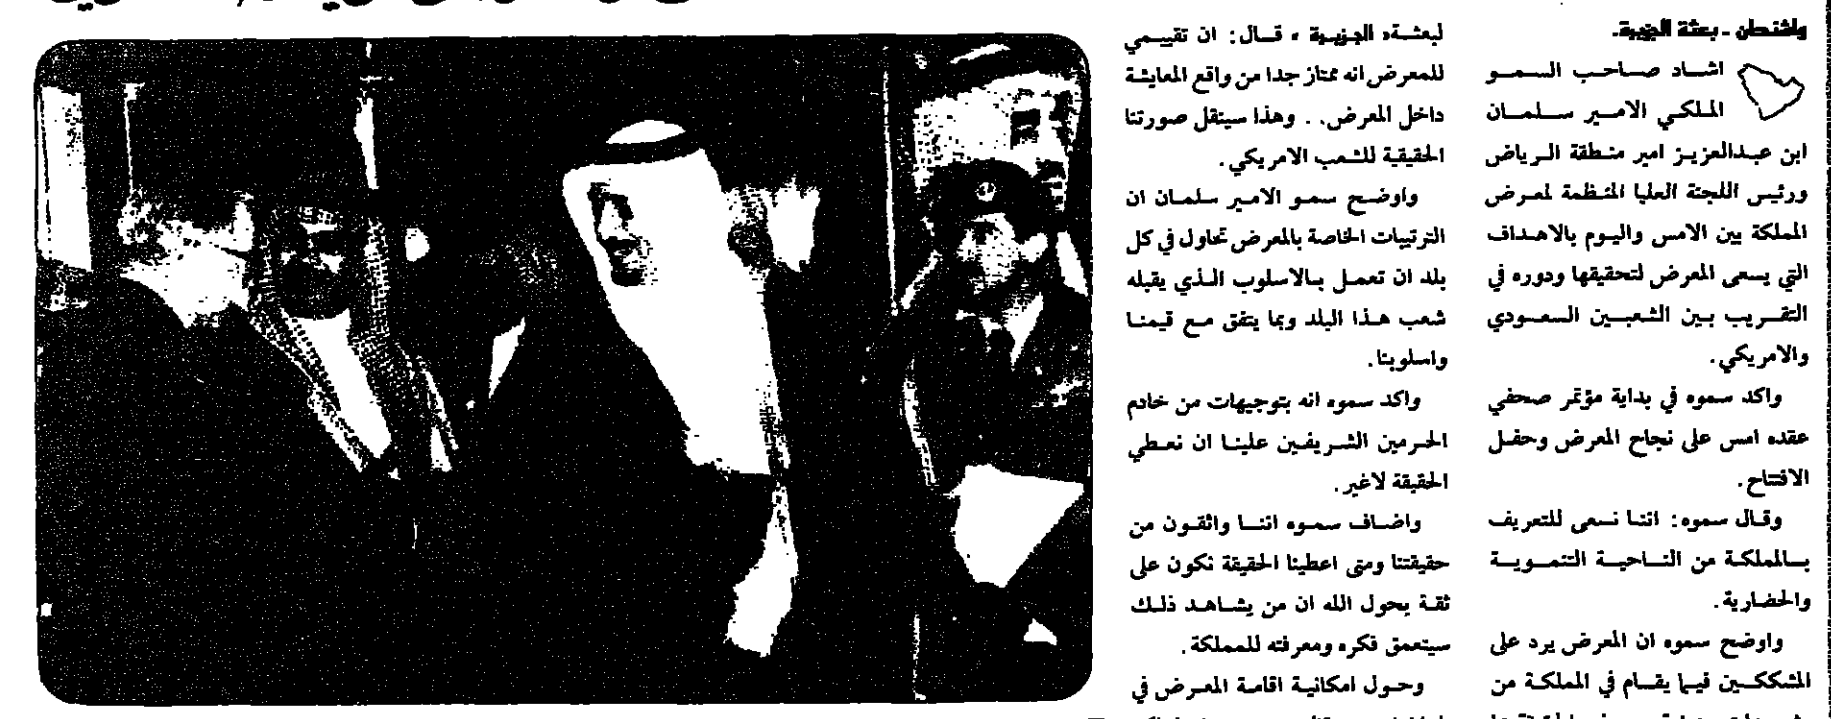 واشنطن - بعثة الجزيرة.
اشاد صاحب السمو
الملكي الامير سلمان
ابن عبدالعزيز امير منطقة الرياض
ورئيس اللجنة العليا المنظمة لمعرض
المملكة بين الامس واليوم بالاهداف
التي يسعى المعرض لتحقيقها ودوره في
التقريب بين الشعبين السعودي
والامريكي.
واكد سموه في بداية مؤتمر صحفي
عقده امس على نجاح المعرض وحفل
الافتتاح.
وقال سموه: اننا نسعى للتعريف
بالمملكة من الناحية التنموية
والحضارية.
واوضح سموه ان المعرض يرد على
المشككين فيما يقام في المملكة من
لبعثة، الجزيرة، قال: ان تقييمي
للمعرض انه ممتاز جدا من واقع المعايشة
داخل المعرض. . وهذا سينقل صورتنا
الحقيقية للشعب الامريكي.
واوضح سمو الامير سلمان ان
الترتيبات الخاصة بالمعرض تحاول في كل
بلد ان تعمل بالاسلوب الذي يقبله
شعب هذا البلد وبما يتفق مع قيمنا
واسلوبنا.
واكد سموه انه بتوجيهات من خادم
الحرمين الشريفين علينا ان نعطي
الحقيقة لاغير.
واضاف سموه اننا واثقون من
حقيقتنا ومتى اعطينا الحقيقة نكون على
ثقة بحول الله ان من يشاهد ذلك
سيتعمق فكره ومعرفته للمملكة.
وحول امكانية اقامة المعرض في